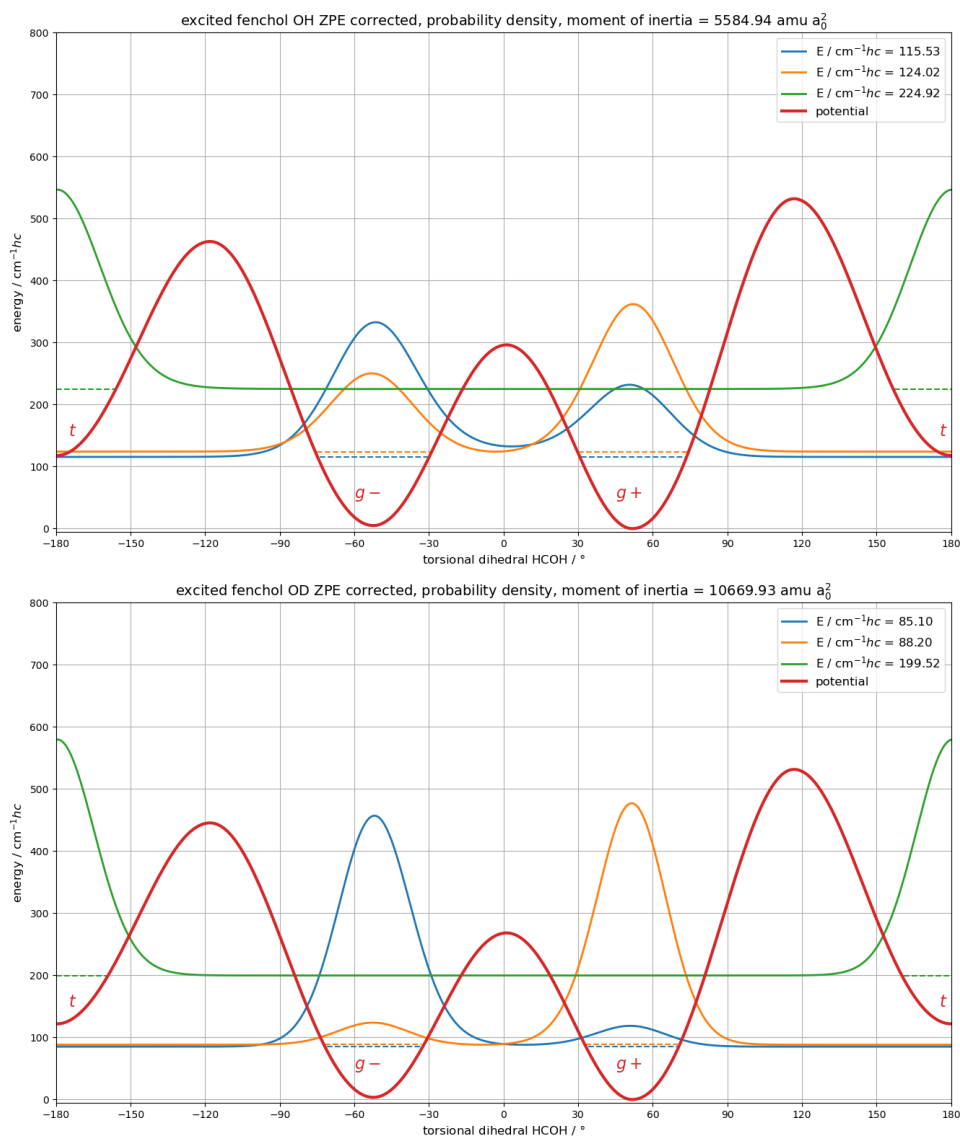 excited fenchol OH ZPE corrected, probability density, moment of inertia = 5584.94 amu a₀²
E / cm⁻¹hc = 115.53
E / cm⁻¹hc = 124.02
E / cm⁻¹hc = 224.92
potential
energy / cm⁻¹hc
800
700
600
500
400
300
200
100
0
t
g−
g+
t
−180 −150 −120 −90 −60 −30 0 30 60 90 120 150 180
torsional dihedral HCOH / °
excited fenchol OD ZPE corrected, probability density, moment of inertia = 10669.93 amu a₀²
E / cm⁻¹hc = 85.10
E / cm⁻¹hc = 88.20
E / cm⁻¹hc = 199.52
potential
energy / cm⁻¹hc
800
700
600
500
400
300
200
100
0
t
g−
g+
t
−180 −150 −120 −90 −60 −30 0 30 60 90 120 150 180
torsional dihedral HCOH / °